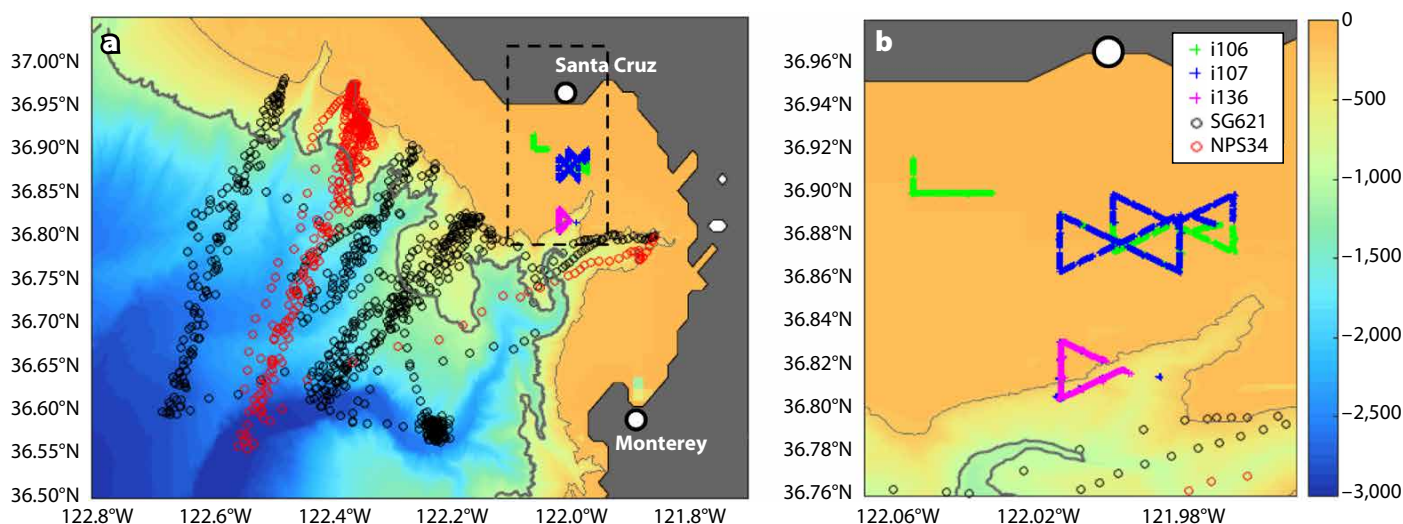 a
37.00°N
36.95°N
36.90°N
36.85°N
36.80°N
36.75°N
36.70°N
36.65°N
36.60°N
36.55°N
36.50°N
122.8°W 122.6°W 122.4°W 122.2°W 122.0°W 121.8°W
Santa Cruz
Monterey
b
36.96°N
36.94°N
36.92°N
36.90°N
36.88°N
36.86°N
36.84°N
36.82°N
36.80°N
36.78°N
36.76°N
122.06°W 122.02°W 121.98°W
i106
i107
i136
SG621
NPS34
0
−500
−1,000
−1,500
−2,000
−2,500
−3,000